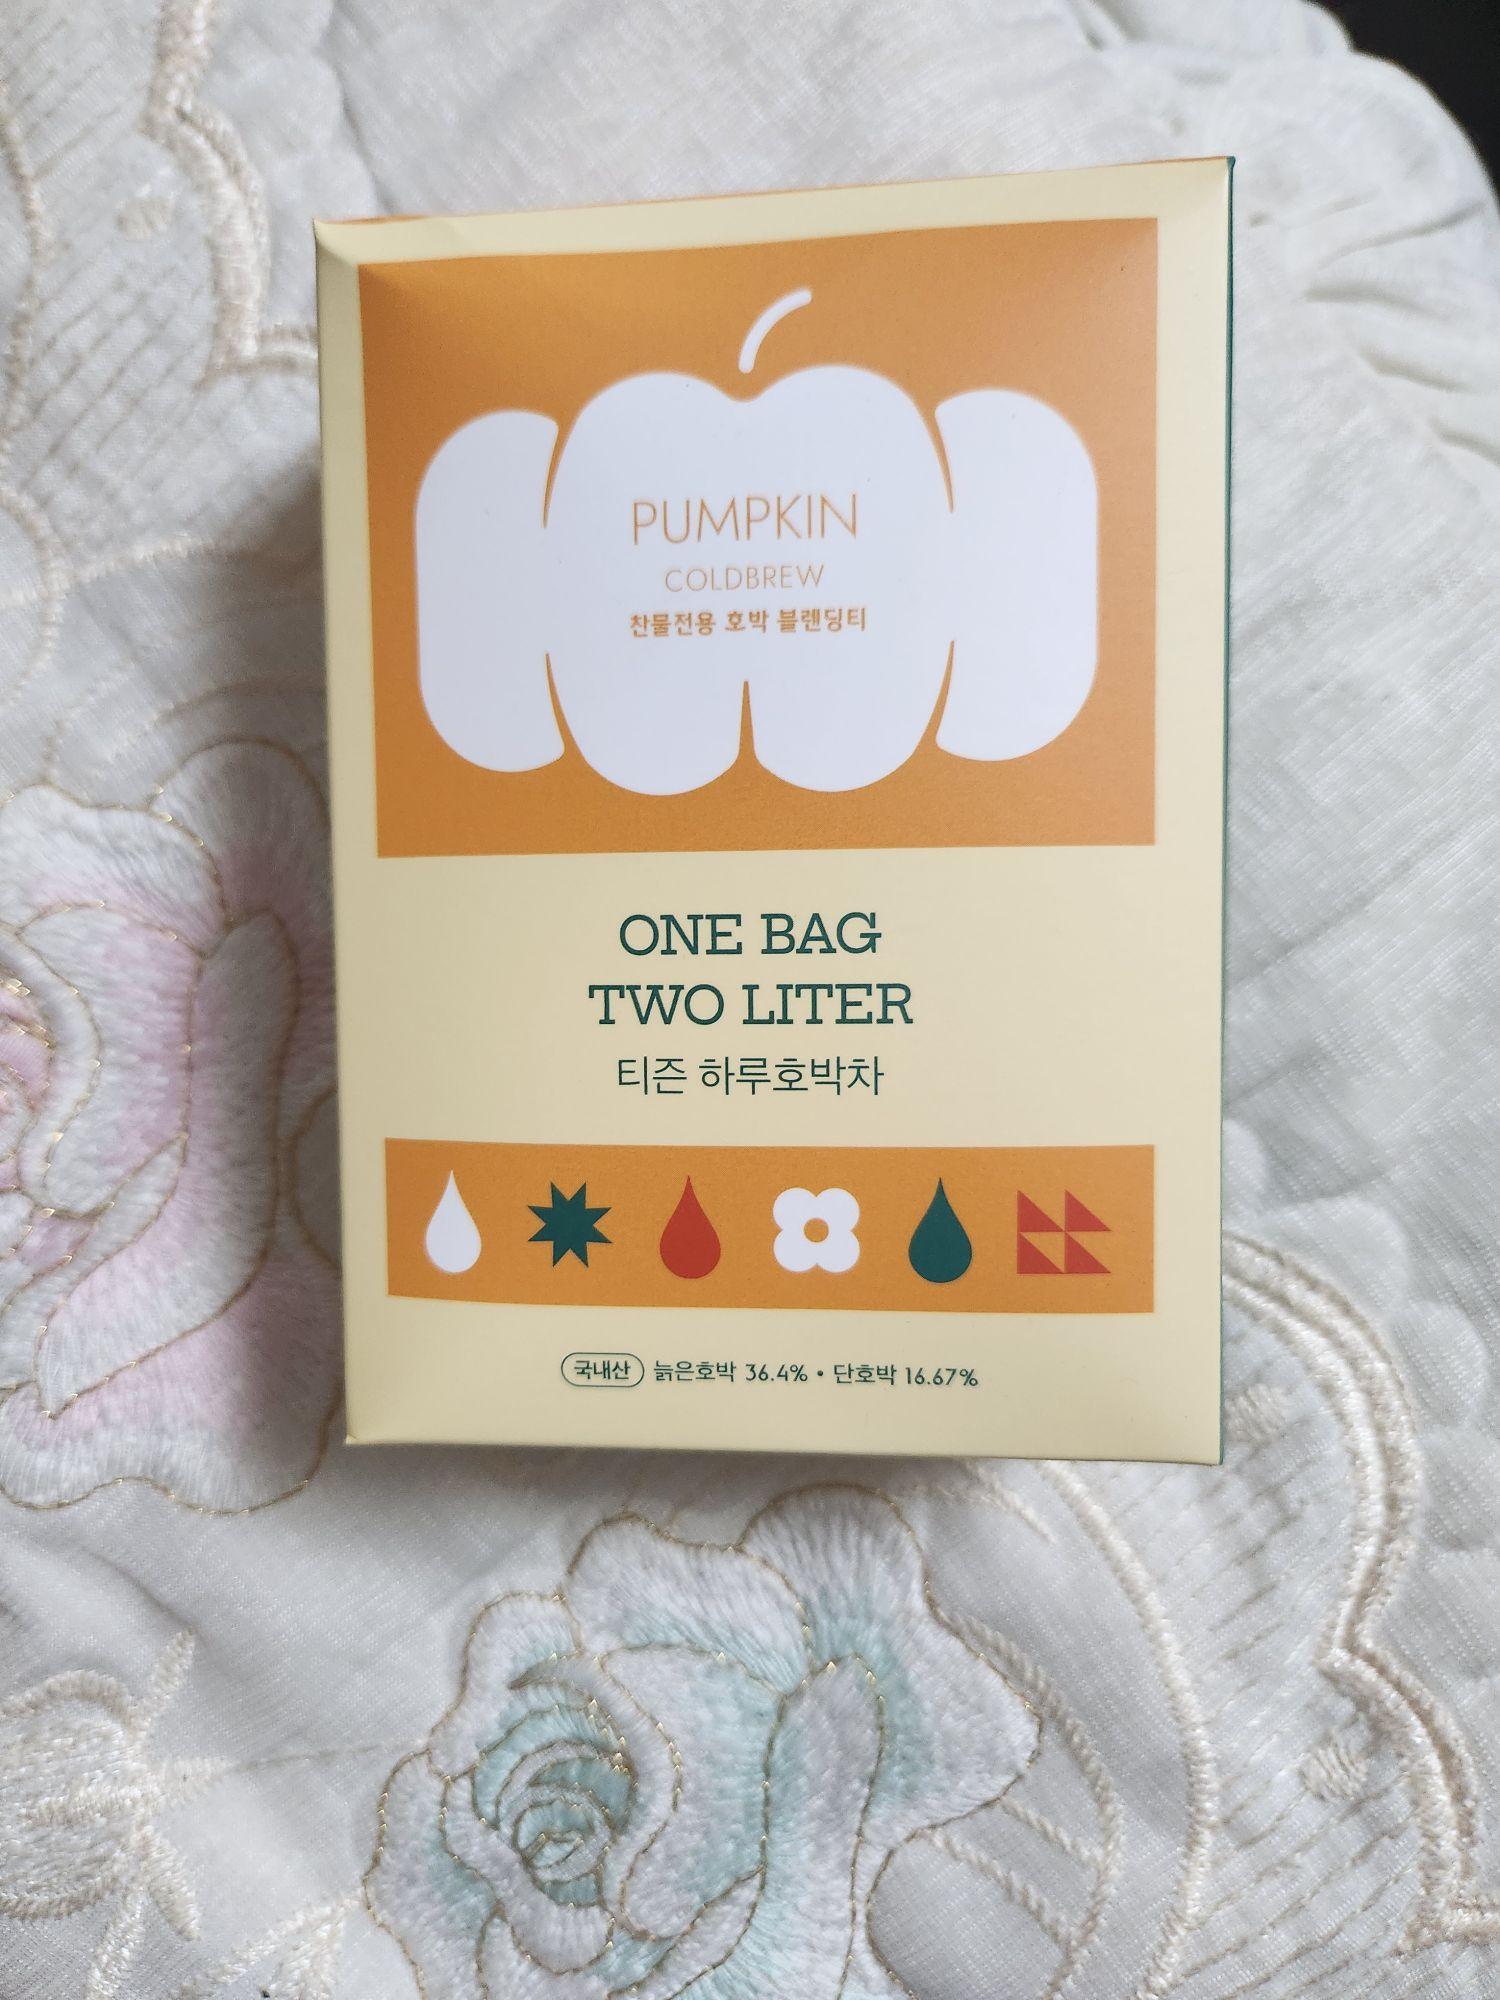 PUMPKIN
COLDBREW
찬물전용 호박 블렌딩티
ONE BAG
TWO LITER
티즌 하루호박차
국내산 늙은호박 36.4% • 단호박 16.67%